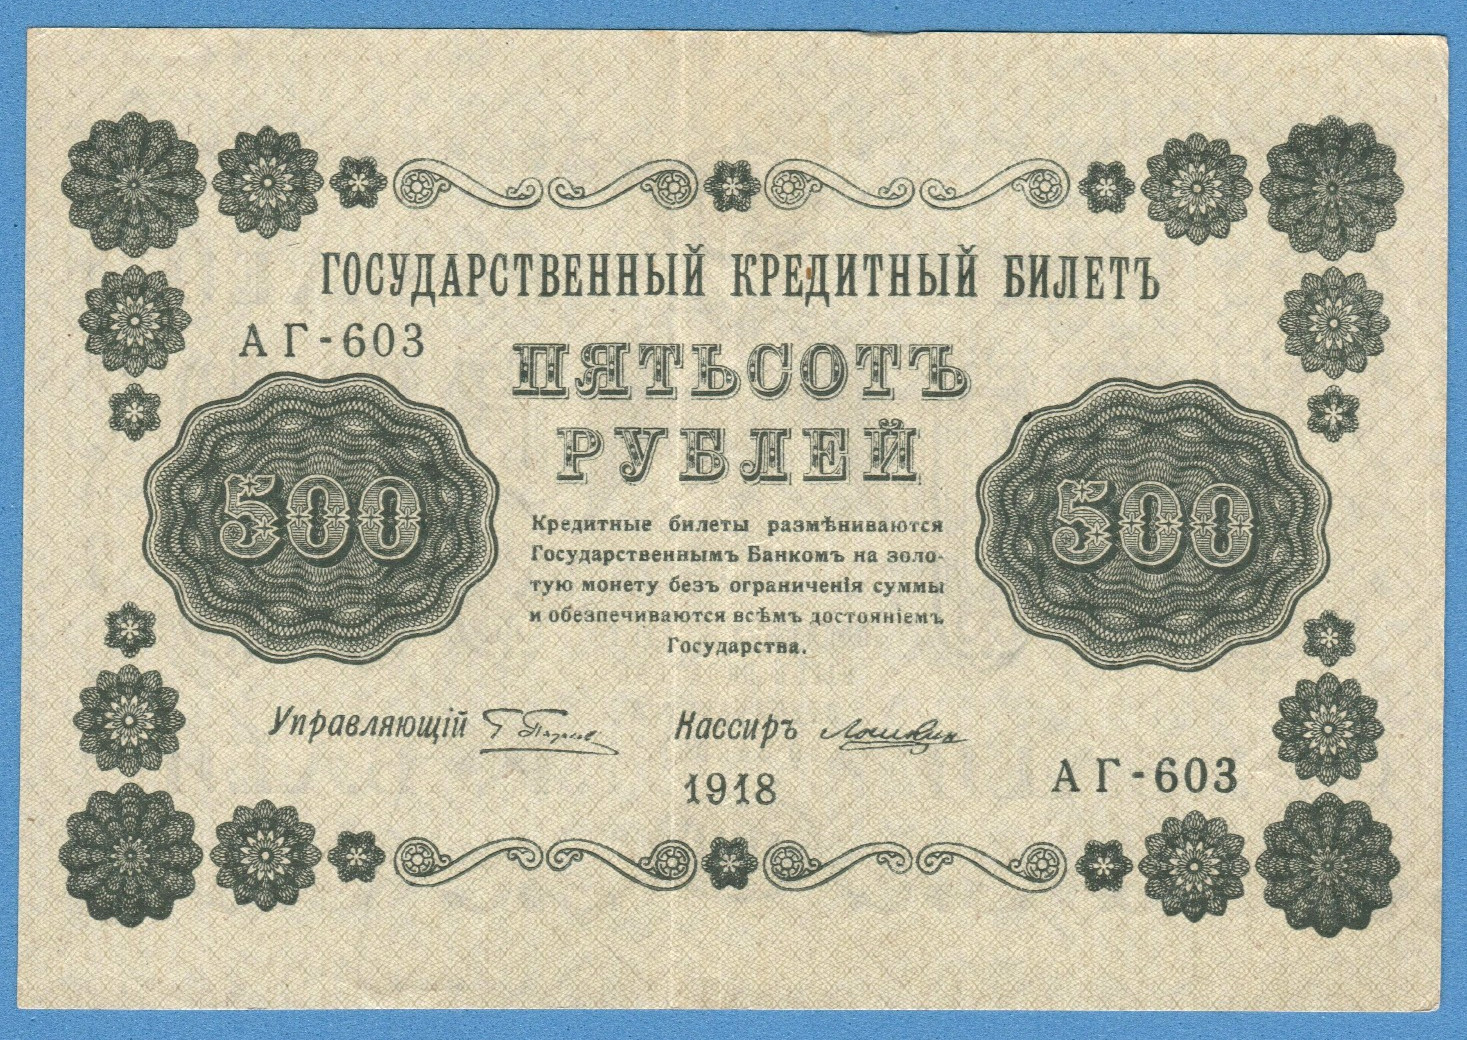 ГОСУДАРСТВЕННЫЙ КРЕДИТНЫЙ БИЛЕТЪ
АГ-603
ПЯТЬСОТЪ
РУБЛЕЙ
500
500
Кредитные билеты размѣниваются
Государственнымъ Банкомъ на золо-
тую монету безъ ограниченія суммы
и обезпечиваются всѣмъ достояніемъ
Государства.
Управляющій
Кассиръ
1918
АГ-603